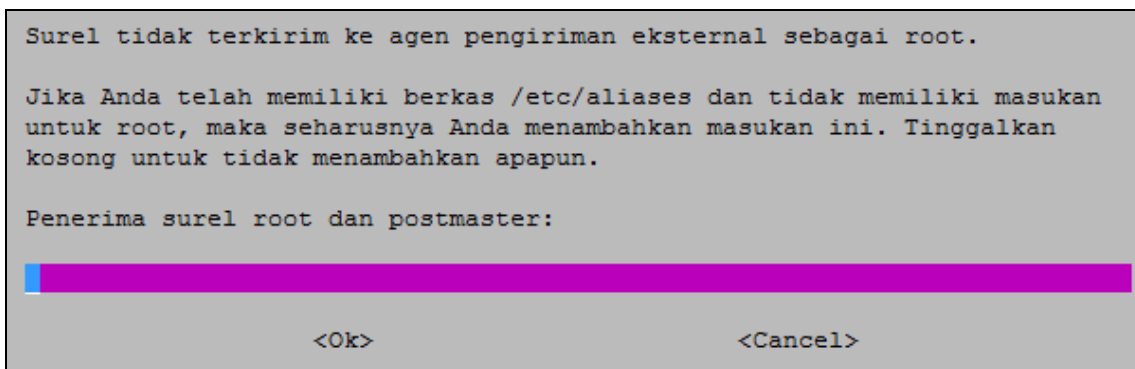 Surel tidak terkirim ke agen pengiriman eksternal sebagai root.
Jika Anda telah memiliki berkas /etc/aliases dan tidak memiliki masukan
untuk root, maka seharusnya Anda menambahkan masukan ini. Tinggalkan
kosong untuk tidak menambahkan apapun.
Penerima surel root dan postmaster:
<Ok> <Cancel>